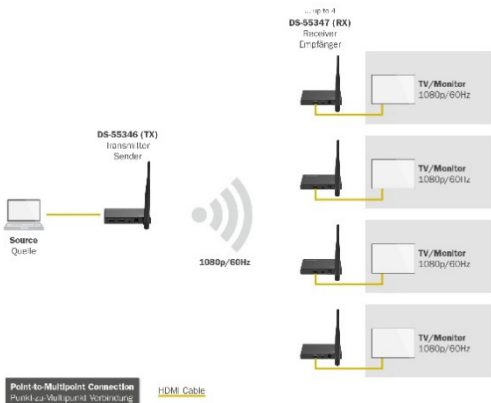 ... up to 4
DS-55347 (RX)
Receiver
Empfänger
TV/Monitor
1080p/60Hz
DS-55346 (TX)
Transmitter
Sender
TV/Monitor
1080p/60Hz
Source
Quelle
1080p/60Hz
TV/Monitor
1080p/60Hz
TV/Monitor
1080p/60Hz
Point-to-Multipoint Connection
Punkt-zu-Multipunkt Verbindung
HDMI Cable